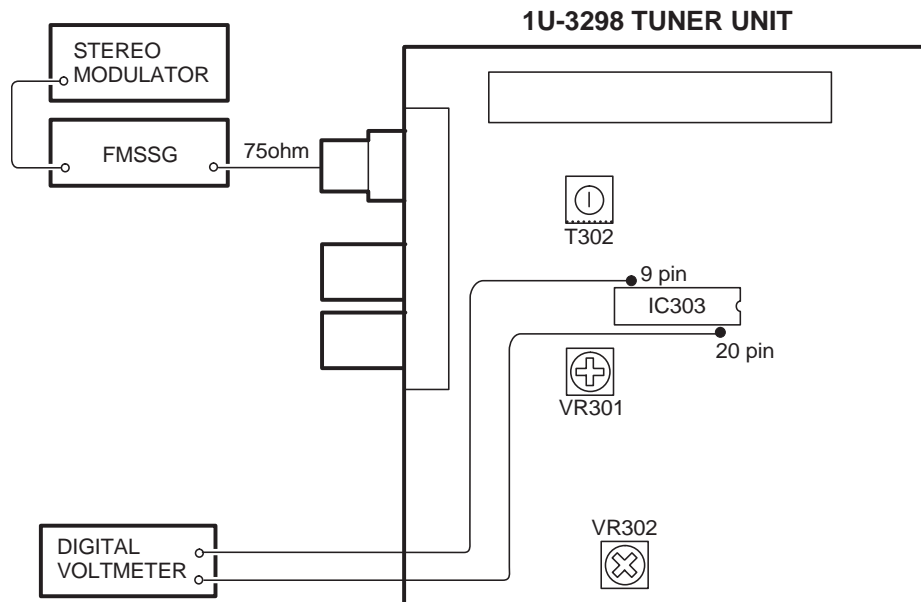 1U-3298 TUNER UNIT
STEREO
MODULATOR
FMSSG
75ohm
T302
9 pin
IC303
20 pin
VR301
VR302
DIGITAL
VOLTMETER